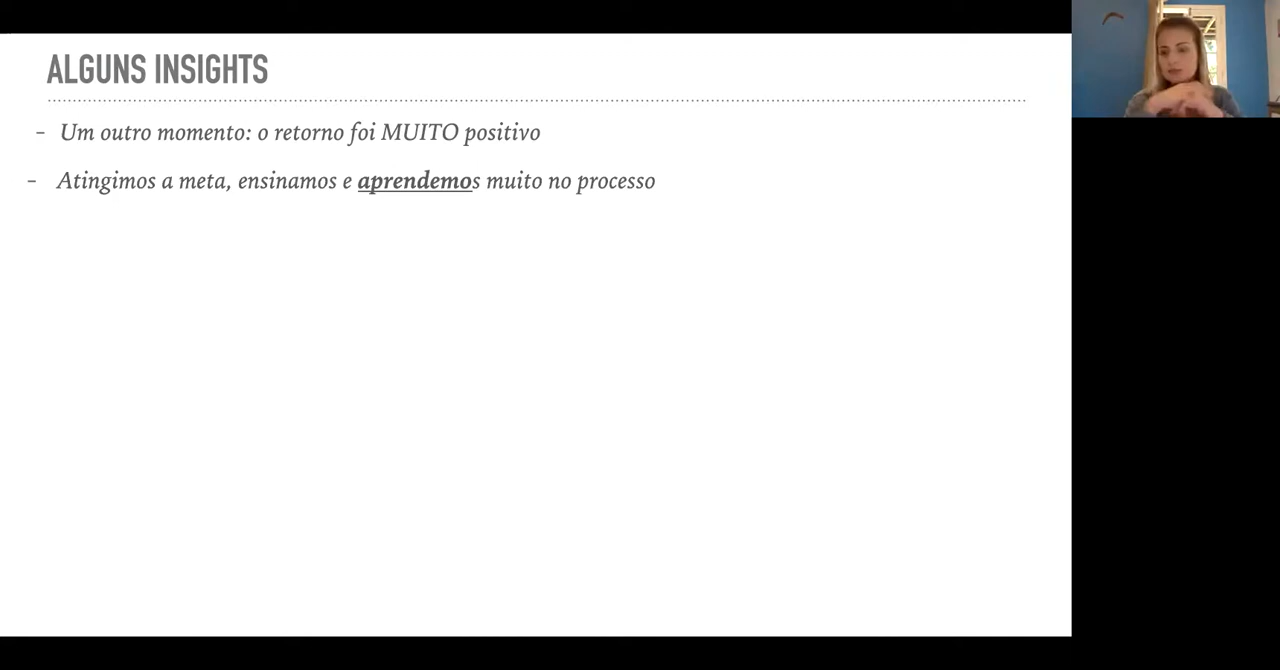 ALGUNS INSIGHTS
- Um outro momento: o retorno foi MUITO positivo
- Atingimos a meta, ensinamos e aprendemos muito no processo